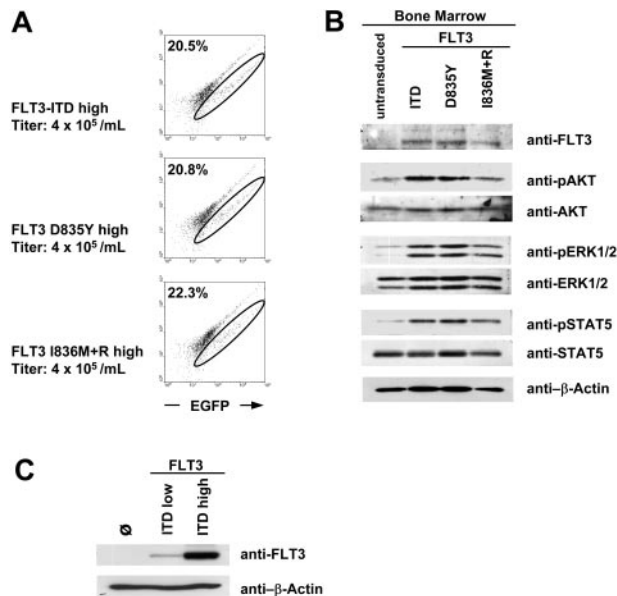 A
20.5%
FLT3-ITD high
Titer: 4 x 10⁵/mL
20.8%
FLT3 D835Y high
Titer: 4 x 10⁵/mL
22.3%
FLT3 I836M+R high
Titer: 4 x 10⁵/mL
EGFP
B
Bone Marrow
FLT3
untransduced
ITD
D835Y
I836M+R
anti-FLT3
anti-pAKT
anti-AKT
anti-pERK1/2
anti-ERK1/2
anti-pSTAT5
anti-STAT5
anti–β-Actin
C
FLT3
Ø
ITD low
ITD high
anti-FLT3
anti–β-Actin